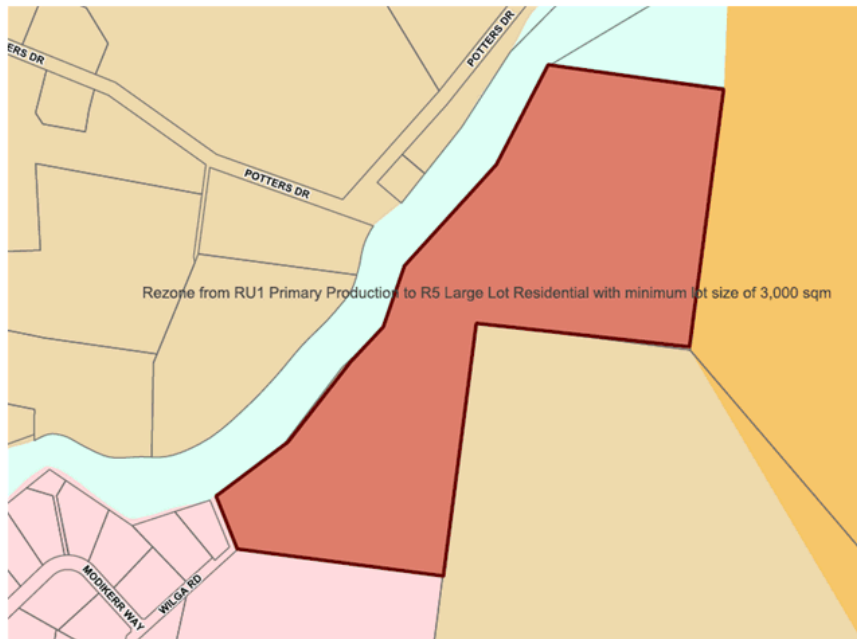 POTTERS DR
ERS DR
POTTERS DR
Rezone from RU1 Primary Production to R5 Large Lot Residential with minimum lot size of 3,000 sqm
MODIKERR WAY
WILGA RD